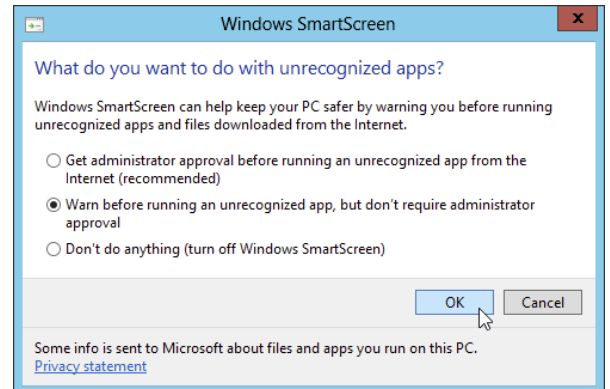 Windows SmartScreen
x
What do you want to do with unrecognized apps?
Windows SmartScreen can help keep your PC safer by warning you before running
unrecognized apps and files downloaded from the Internet.
Get administrator approval before running an unrecognized app from the
Internet (recommended)
Warn before running an unrecognized app, but don't require administrator
approval
Don't do anything (turn off Windows SmartScreen)
OK Cancel
Some info is sent to Microsoft about files and apps you run on this PC.
Privacy statement